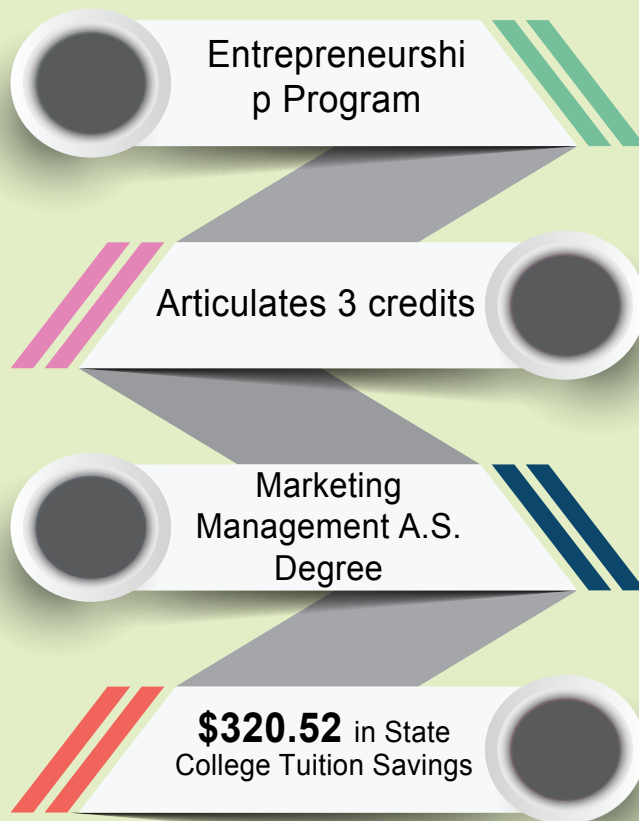 Entrepreneurshi
p Program
Articulates 3 credits
Marketing
Management A.S.
Degree
$320.52 in State
College Tuition Savings